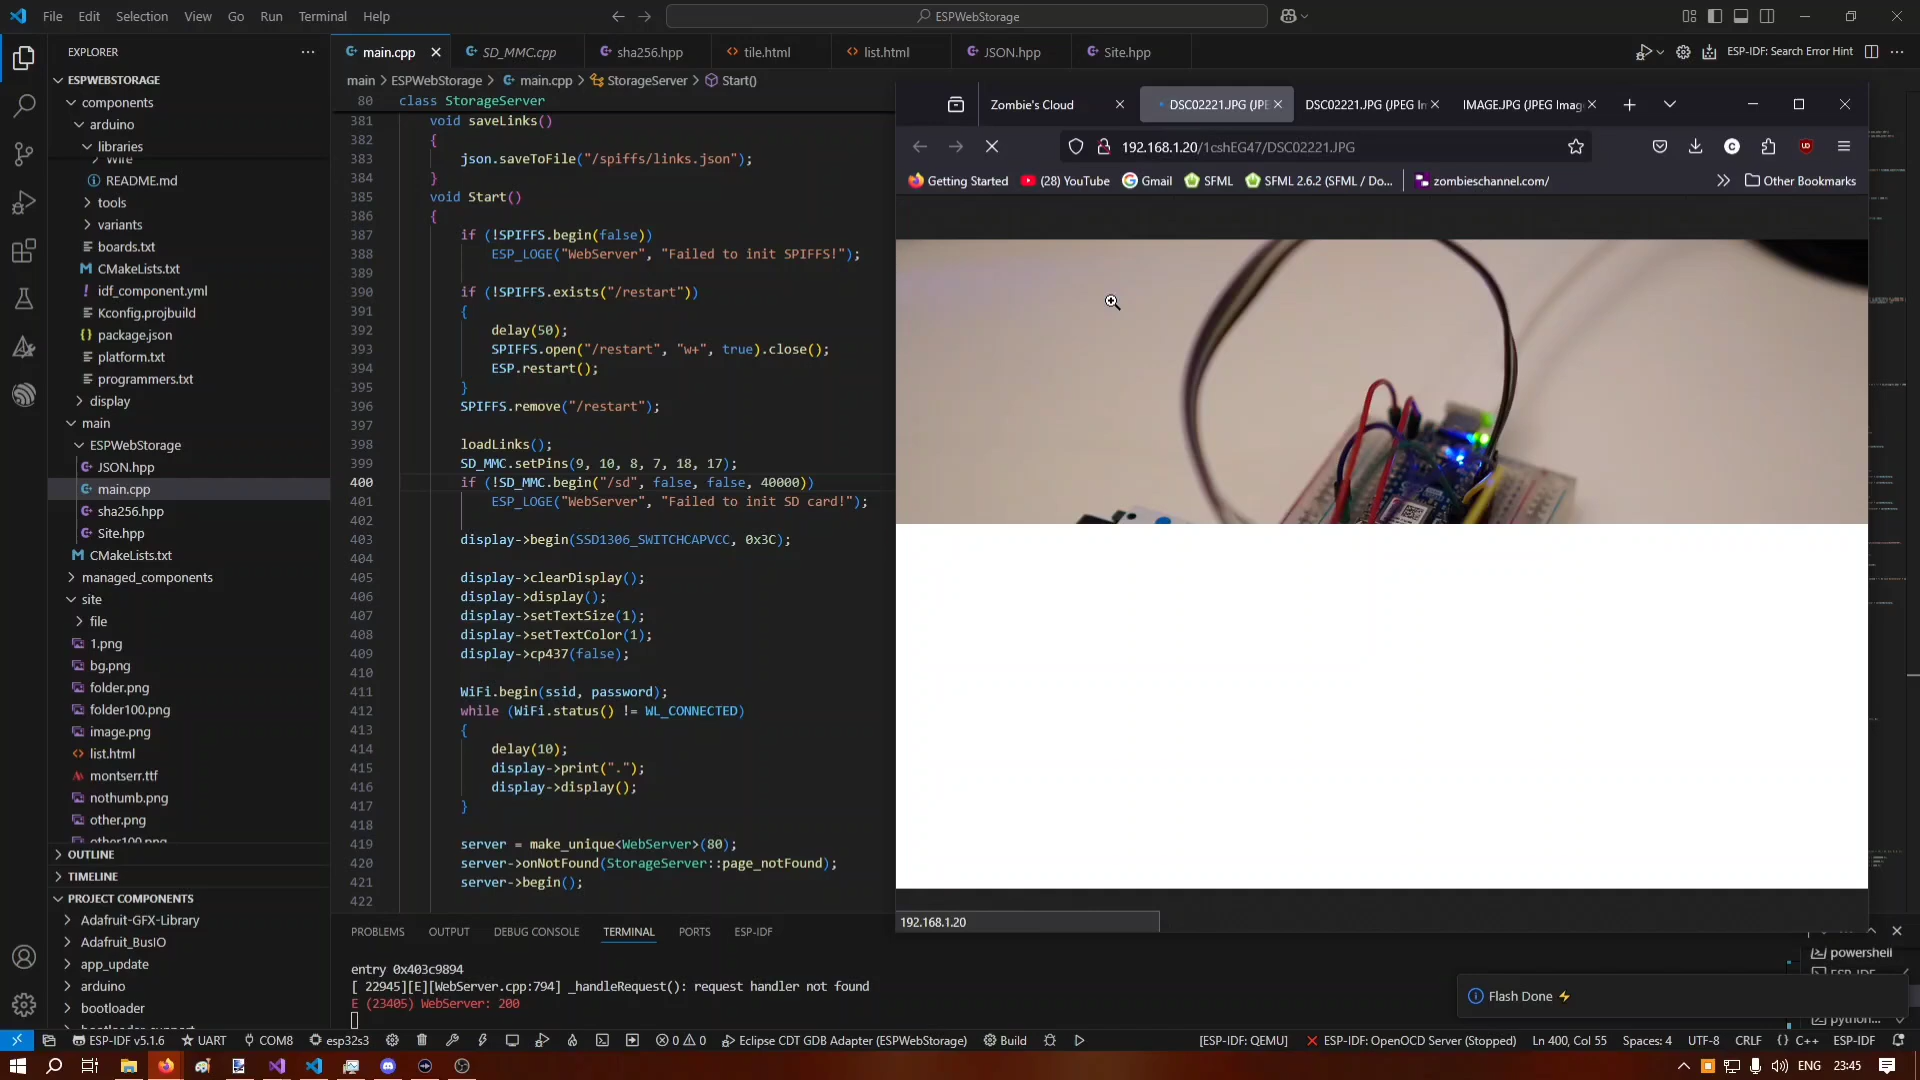 File Edit Selection View Go Run Terminal Help
ESPWebStorage
EXPLORER
main.cpp SD_MMC.cpp sha256.hpp tile.html list.html JSON.hpp Site.hpp
ESP-IDF: Search Error Hint
main > ESPWebStorage > main.cpp > StorageServer > Start()
ESPWEBSTORAGE
components
arduino
libraries
Wire
README.md
tools
variants
boards.txt
CMakeLists.txt
idf_component.yml
Kconfig.projbuild
package.json
platform.txt
programmers.txt
display
main
ESPWebStorage
JSON.hpp
main.cpp
sha256.hpp
Site.hpp
CMakeLists.txt
managed_components
site
file
1.png
bg.png
folder.png
folder100.png
image.png
list.html
montserr.ttf
nothumb.png
other.png
other100.png
OUTLINE
TIMELINE
PROJECT COMPONENTS
Adafruit-GFX-Library
Adafruit_BusIO
app_update
arduino
bootloader
bootloader_support
80 class StorageServer
381 void saveLinks()
382 {
383 json.saveToFile("/spiffs/links.json");
384 }
385 void Start()
386 {
387 if (!SPIFFS.begin(false))
388 ESP_LOGE("WebServer", "Failed to init SPIFFS!");
389
390 if (!SPIFFS.exists("/restart"))
391 {
392 delay(50);
393 SPIFFS.open("/restart", "w+", true).close();
394 ESP.restart();
395 }
396 SPIFFS.remove("/restart");
397
398 loadLinks();
399 SD_MMC.setPins(9, 10, 8, 7, 18, 17);
400 if (!SD_MMC.begin("/sd", false, false, 40000))
401 ESP_LOGE("WebServer", "Failed to init SD card!");
402
403 display->begin(SSD1306_SWITCHCAPVCC, 0x3C);
404
405 display->clearDisplay();
406 display->display();
407 display->setTextSize(1);
408 display->setTextColor(1);
409 display->cp437(false);
410
411 WiFi.begin(ssid, password);
412 while (WiFi.status() != WL_CONNECTED)
413 {
414 delay(10);
415 display->print(".");
416 display->display();
417 }
418
419 server = make_unique<WebServer>(80);
420 server->onNotFound(StorageServer::page_notFound);
421 server->begin();
422
Zombie's Cloud DSC02221.JPG (JPE DSC02221.JPG (JPEG In IMAGE.JPG (JPEG Imag
192.168.1.20/1cshEG47/DSC02221.JPG
Getting Started (28) YouTube Gmail SFML SFML 2.6.2 (SFML / Do... zombieschannel.com/ Other Bookmarks
192.168.1.20
PROBLEMS OUTPUT DEBUG CONSOLE TERMINAL PORTS ESP-IDF
entry 0x403c9894
[ 22945][E][WebServer.cpp:794] _handleRequest(): request handler not found
E (23405) WebServer: 200
powershell
Flash Done
python...
ESP-IDF v5.1.6 UART COM8 esp32s3 0 0 Eclipse CDT GDB Adapter (ESPWebStorage) Build [ESP-IDF: QEMU] ESP-IDF: OpenOCD Server (Stopped) Ln 400, Col 55 Spaces: 4 UTF-8 CRLF {} C++ ESP-IDF
ENG 23:45